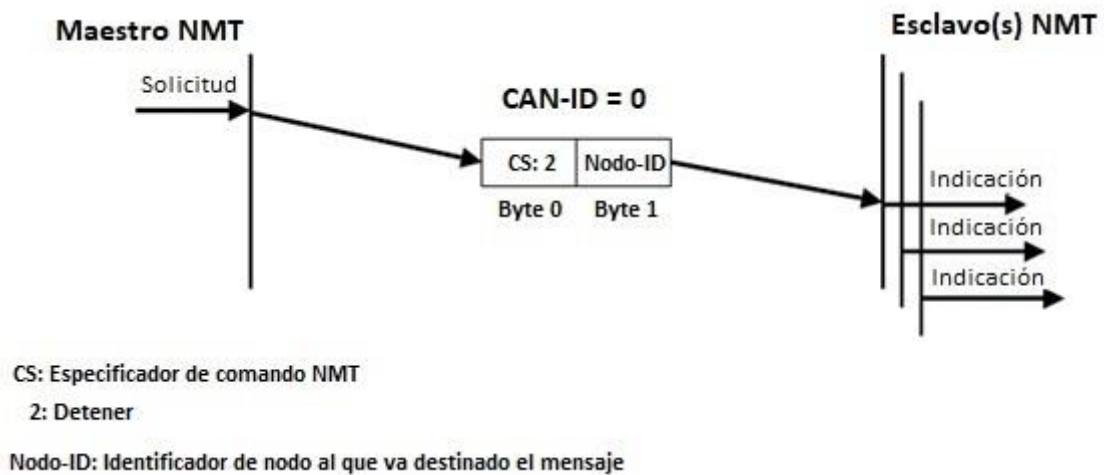 Maestro NMT
Esclavo(s) NMT
Solicitud
CAN-ID = 0
CS: 2
Nodo-ID
Byte 0
Byte 1
Indicación
Indicación
Indicación
CS: Especificador de comando NMT
2: Detener
Nodo-ID: Identificador de nodo al que va destinado el mensaje